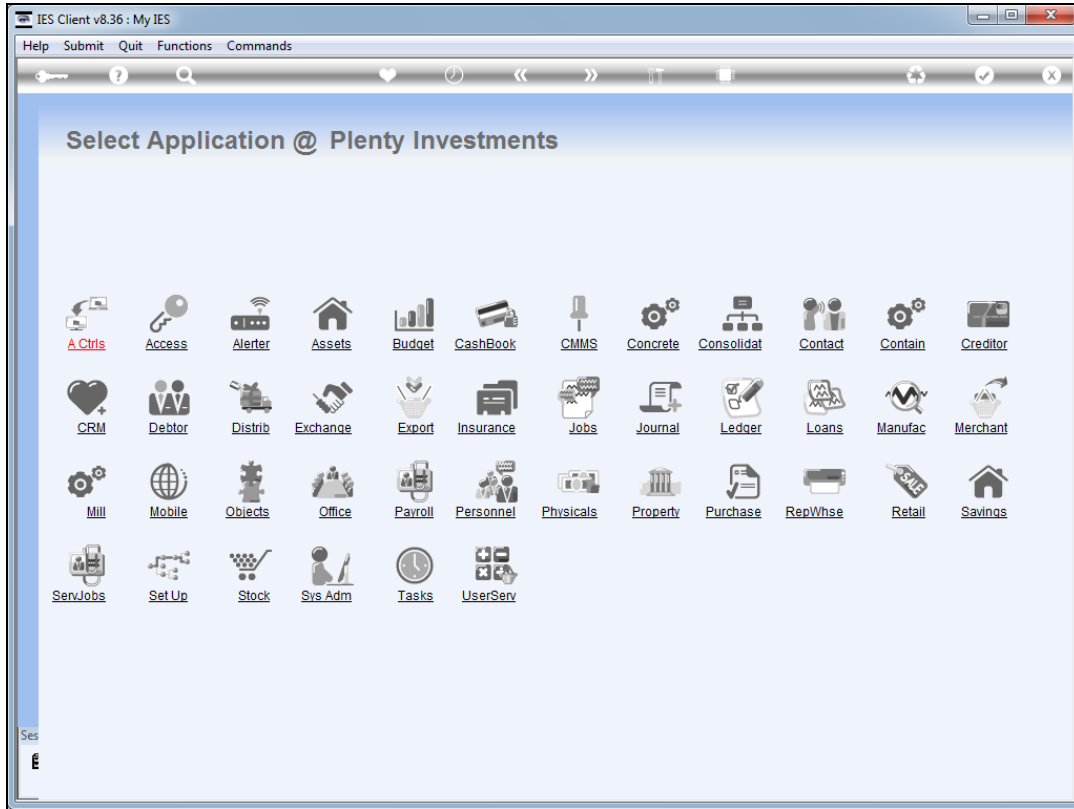 IES Client v8.36 : My IES
Help Submit Quit Functions Commands
Select Application @ Plenty Investments
A Ctrls Access Alerter Assets Budget CashBook CMMS Concrete Consolidat Contact Contain Creditor
CRM Debtor Distrib Exchange Export Insurance Jobs Journal Ledger Loans Manufac Merchant
SALE
Mill Mobile Objects Office Payroll Personnel Physicals Property Purchase RepWhse Retail Savings
ServJobs Set Up Stock Sys Adm Tasks UserServ
Ses